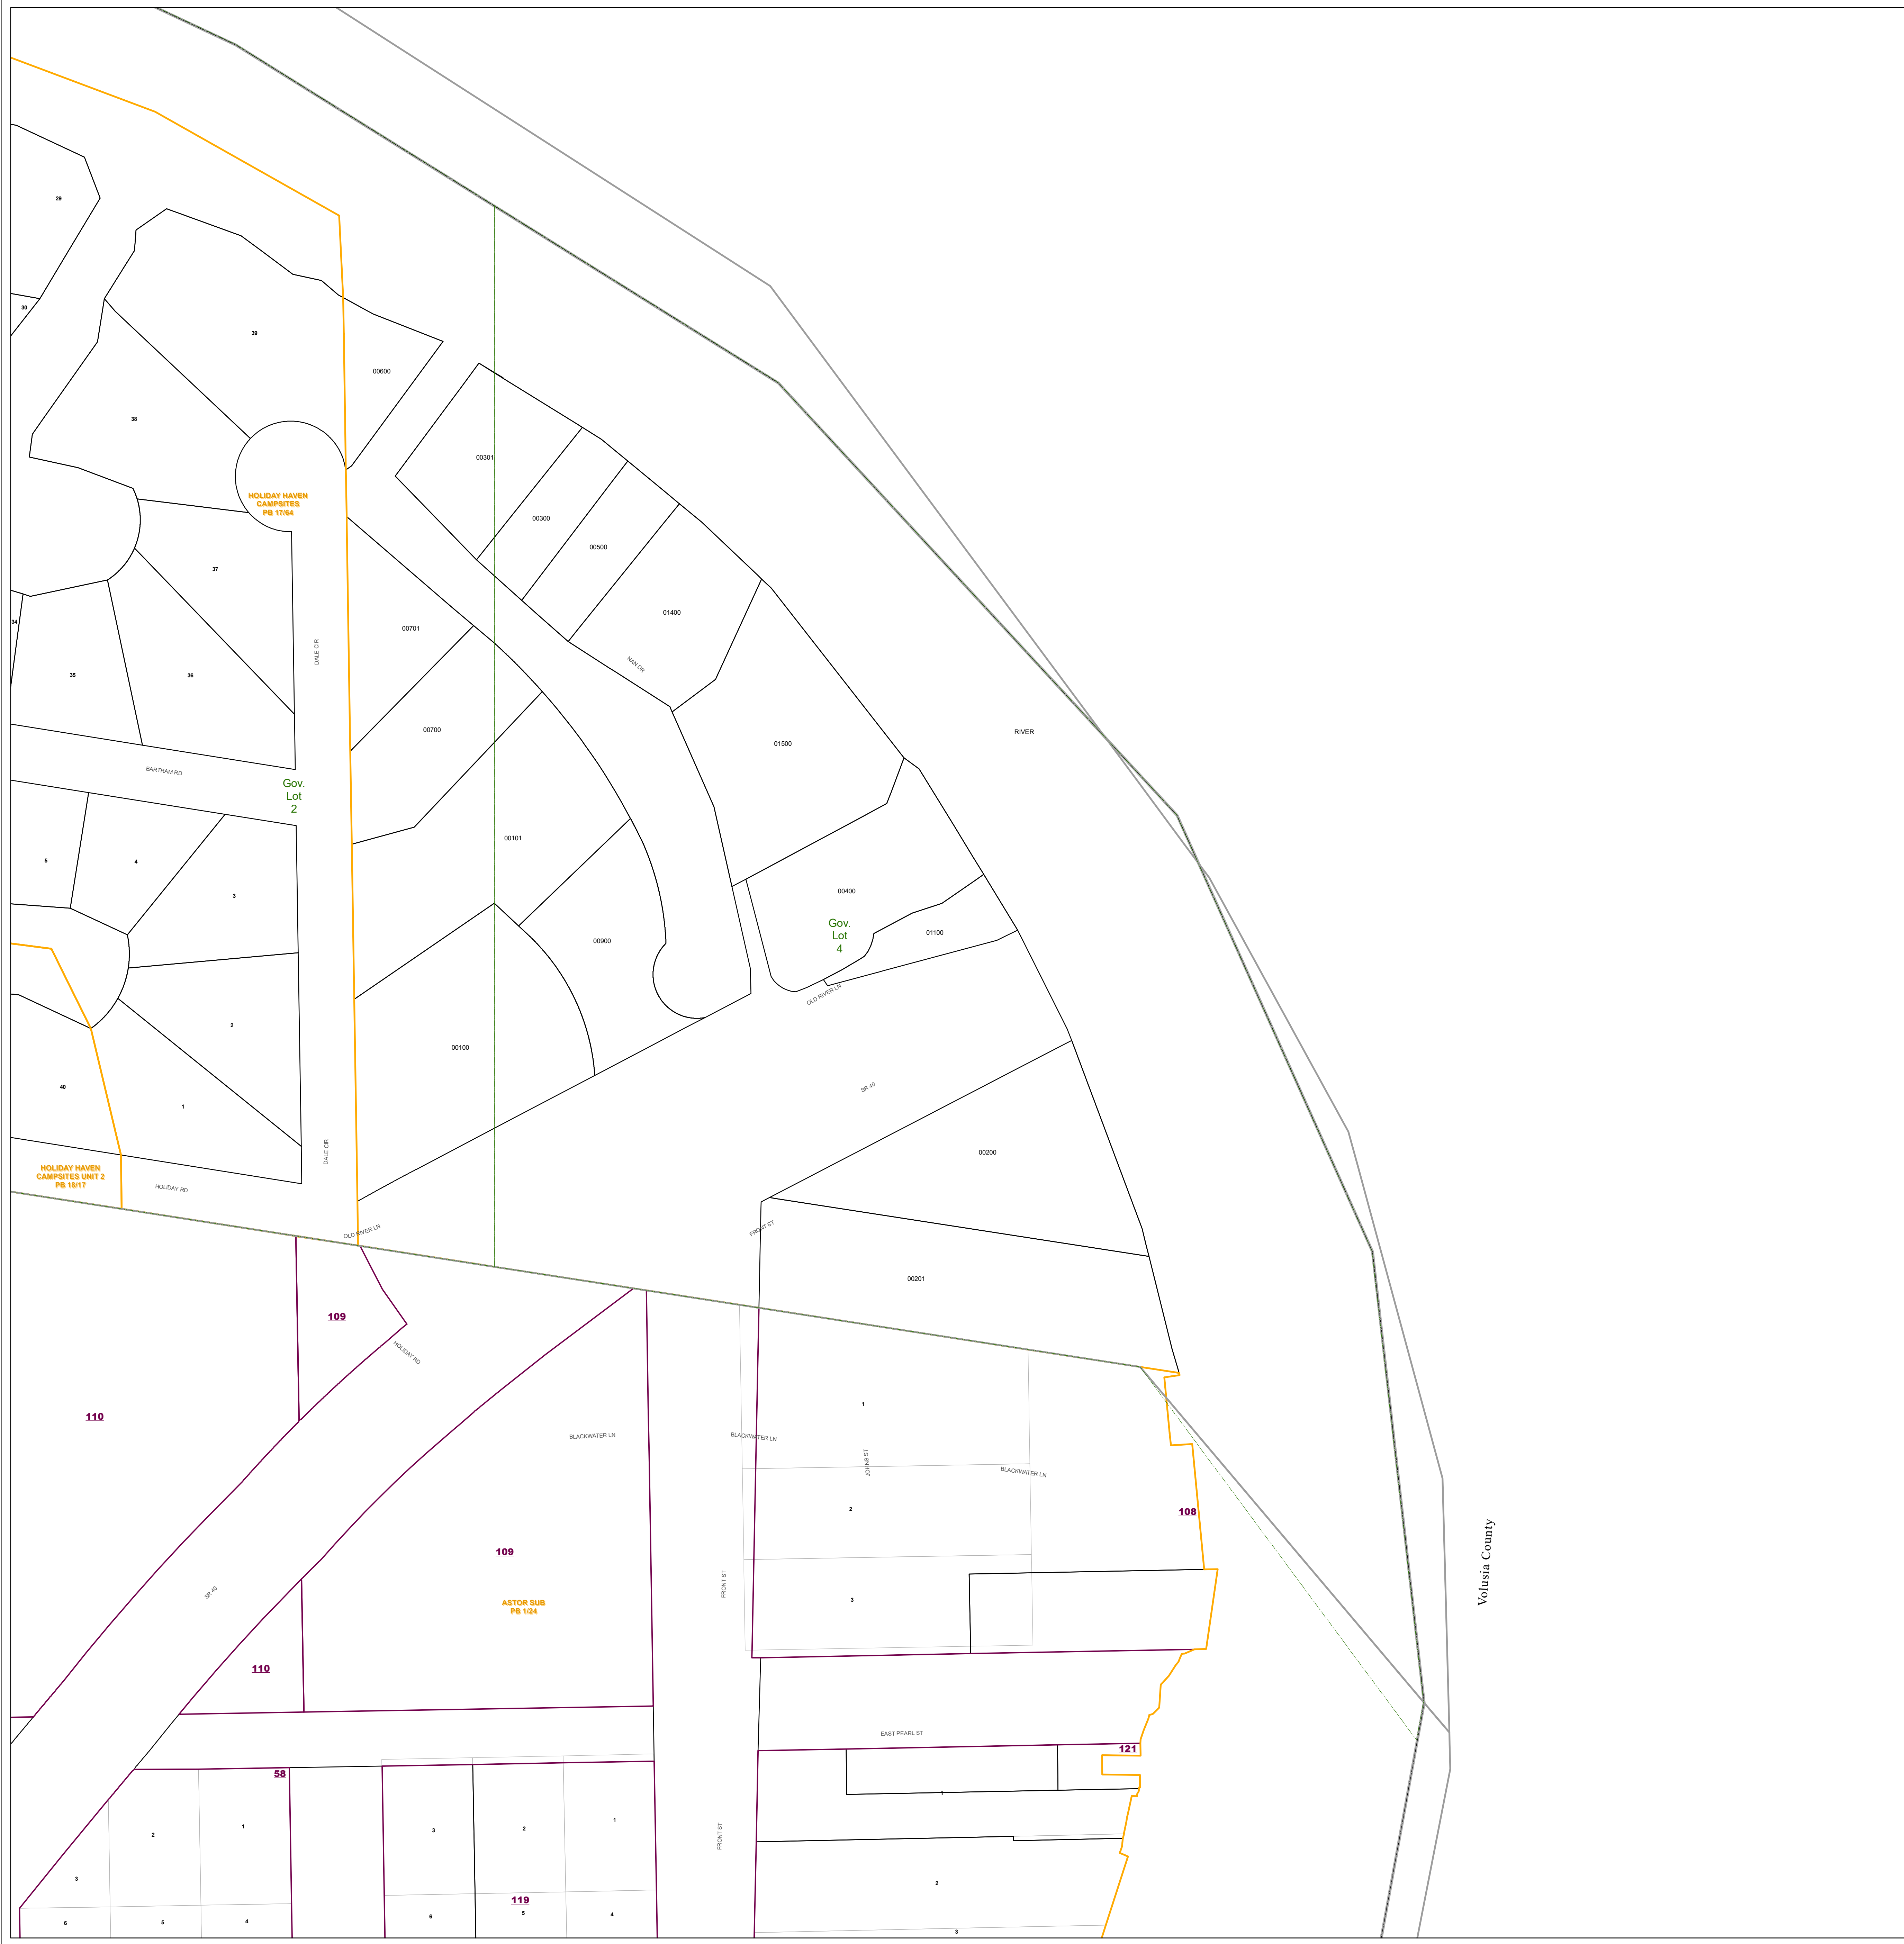 29
30
39
00600
38
00301
HOLIDAY HAVEN
CAMPSITES
PB 17/64
00300
00500
37
01400
34
00701
DALE CIR
NAN DR
35
36
00700
RIVER
01500
BARTRAM RD
Gov.
Lot
2
00101
5
4
3
00400
Gov.
Lot
4
01100
00900
OLD RIVER LN
2
00100
40
1
SR 40
DALE CIR
00200
HOLIDAY HAVEN
CAMPSITES UNIT 2
PB 18/17
HOLIDAY RD
OLD RIVER LN
FRONT ST
00201
109
HOLIDAY RD
110
1
BLACKWATER LN
BLACKWATER LN
JOHNS ST
BLACKWATER LN
2
108
109
Volusia County
SR 40
FRONT ST
3
ASTOR SUB
PB 1/24
110
EAST PEARL ST
121
58
1
2
1
3
2
1
FRONT ST
3
2
119
6
5
4
6
5
4
3